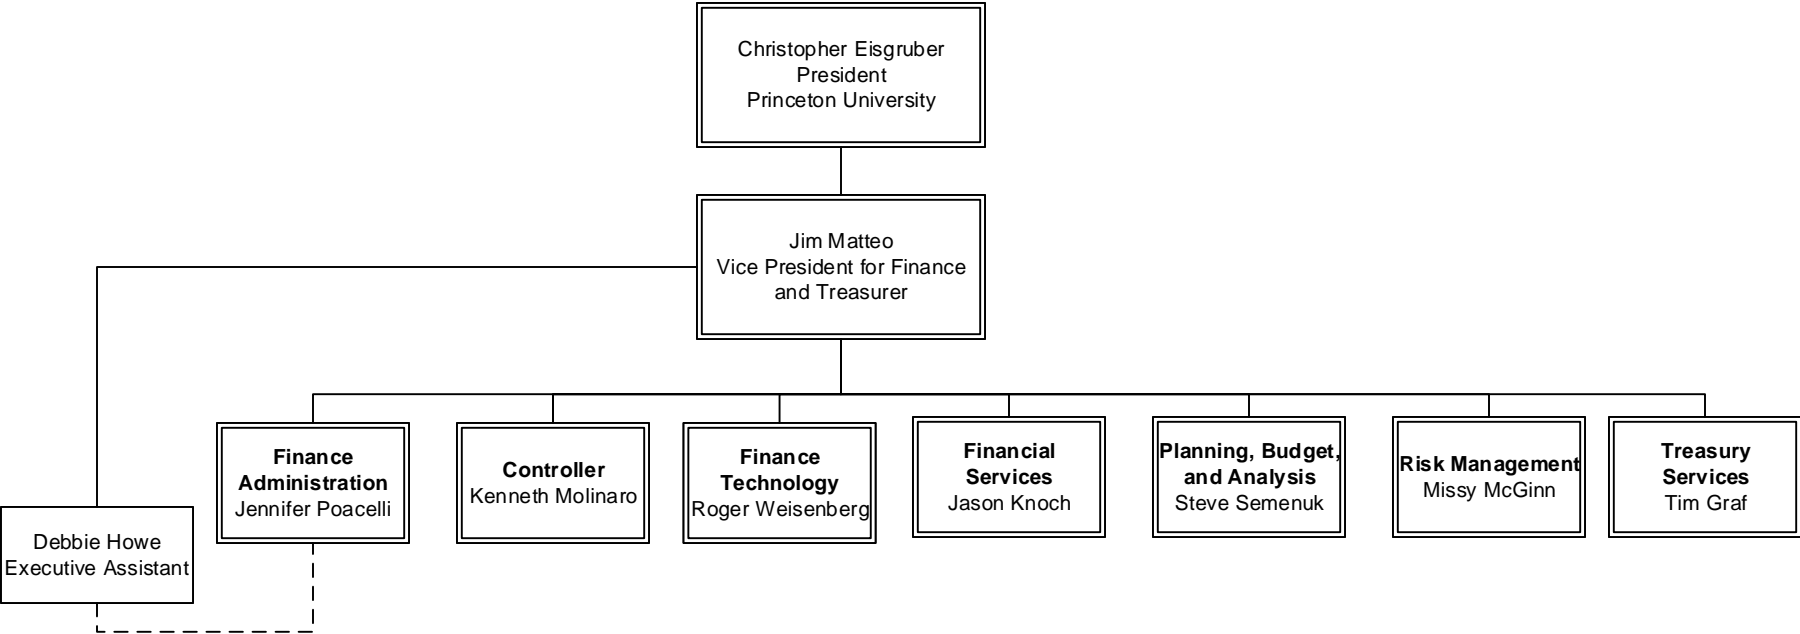 Christopher Eisgruber
President
Princeton University
Jim Matteo
Vice President for Finance
and Treasurer
Debbie Howe
Executive Assistant
Finance
Administration
Jennifer Poacelli
Controller
Kenneth Molinaro
Finance
Technology
Roger Weisenberg
Financial
Services
Jason Knoch
Planning, Budget,
and Analysis
Steve Semenuk
Risk Management
Missy McGinn
Treasury
Services
Tim Graf